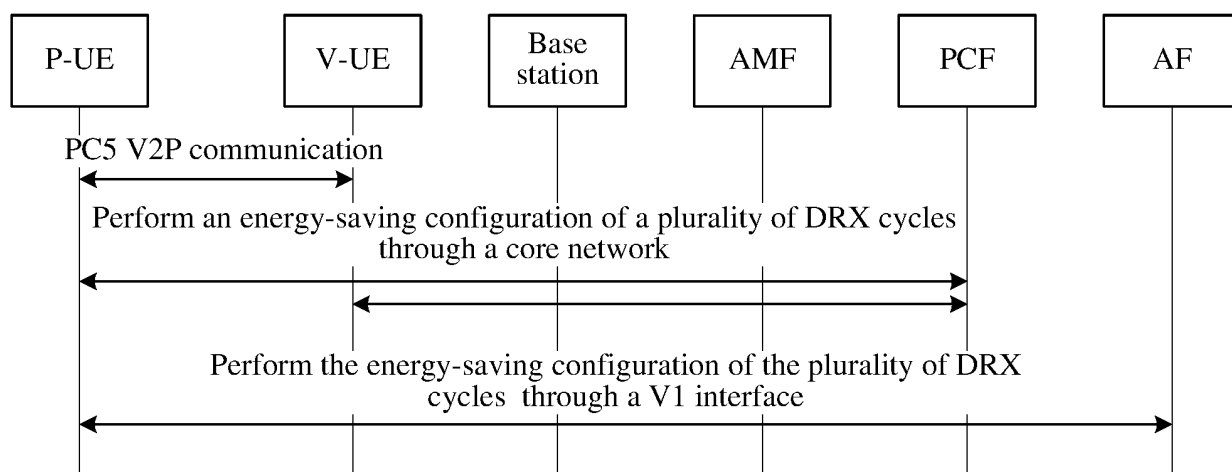 P-UE
V-UE
Base
station
AMF
PCF
AF
PC5 V2P communication
Perform an energy-saving configuration of a plurality of DRX cycles
through a core network
Perform the energy-saving configuration of the plurality of DRX
cycles through a V1 interface